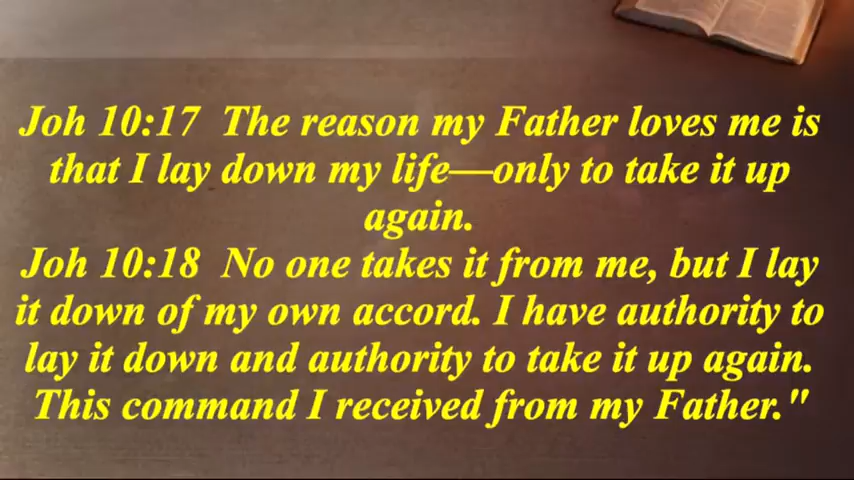 Joh 10:17 The reason my Father loves me is
that I lay down my life—only to take it up
again.
Joh 10:18 No one takes it from me, but I lay
it down of my own accord. I have authority to
lay it down and authority to take it up again.
This command I received from my Father."